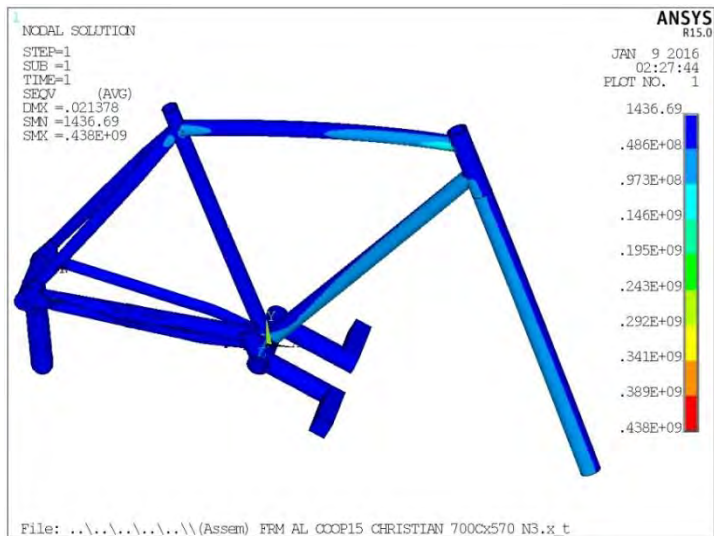 1
NODAL SOLUTION
STEP=1
SUB =1
TIME=1
SEQV (AVG)
DMX =.021378
SMN =1436.69
SMX =.438E+09
ANSYS
R15.0
JAN 9 2016
02:27:44
PLOT NO. 1
1436.69
.486E+08
.973E+08
.146E+09
.195E+09
.243E+09
.292E+09
.341E+09
.389E+09
.438E+09
Y
File: ..\..\..\..\..\\(Assem) FRM AL COOP15 CHRISTIAN 700Cx570 N3.x_t